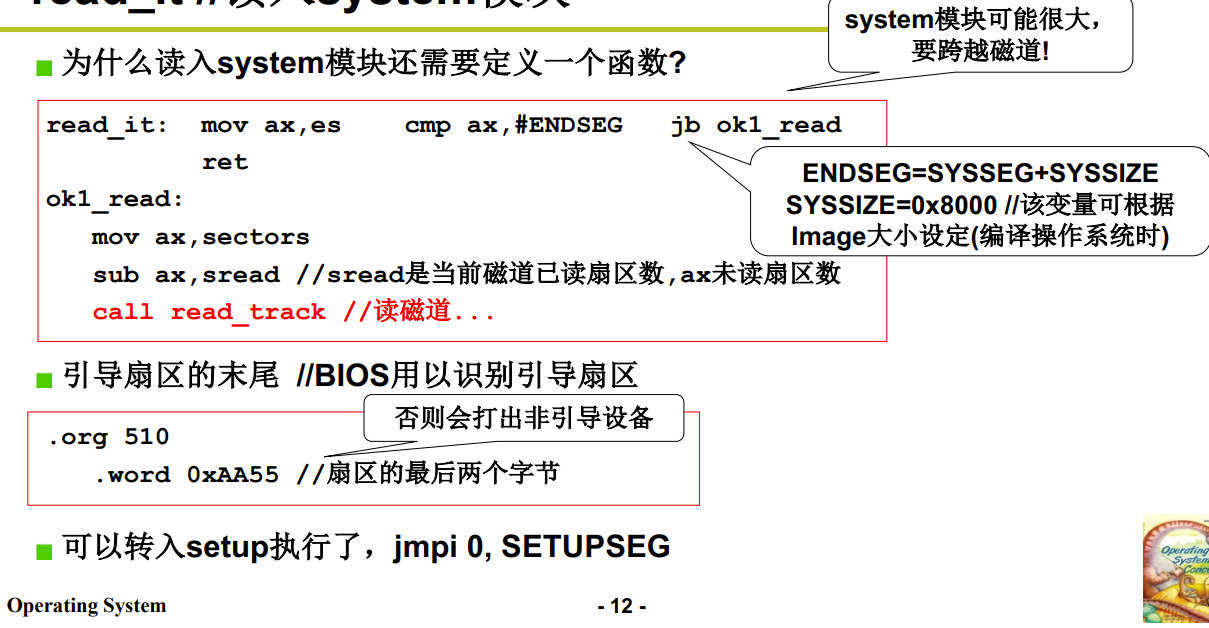 read_it //读入system模块
system模块可能很大，
要跨越磁道!
为什么读入system模块还需要定义一个函数?
read_it: mov ax,es cmp ax,#ENDSEG jb ok1_read
ret
ENDSEG=SYSSEG+SYSSIZE
SYSSIZE=0x8000 //该变量可根据
Image大小设定(编译操作系统时)
ok1_read:
mov ax,sectors
sub ax,sread //sread是当前磁道已读扇区数,ax未读扇区数
call read_track //读磁道...
引导扇区的末尾 //BIOS用以识别引导扇区
否则会打出非引导设备
.org 510
.word 0xAA55 //扇区的最后两个字节
可以转入setup执行了，jmpi 0, SETUPSEG
Operating
System
Operating System
- 12 -